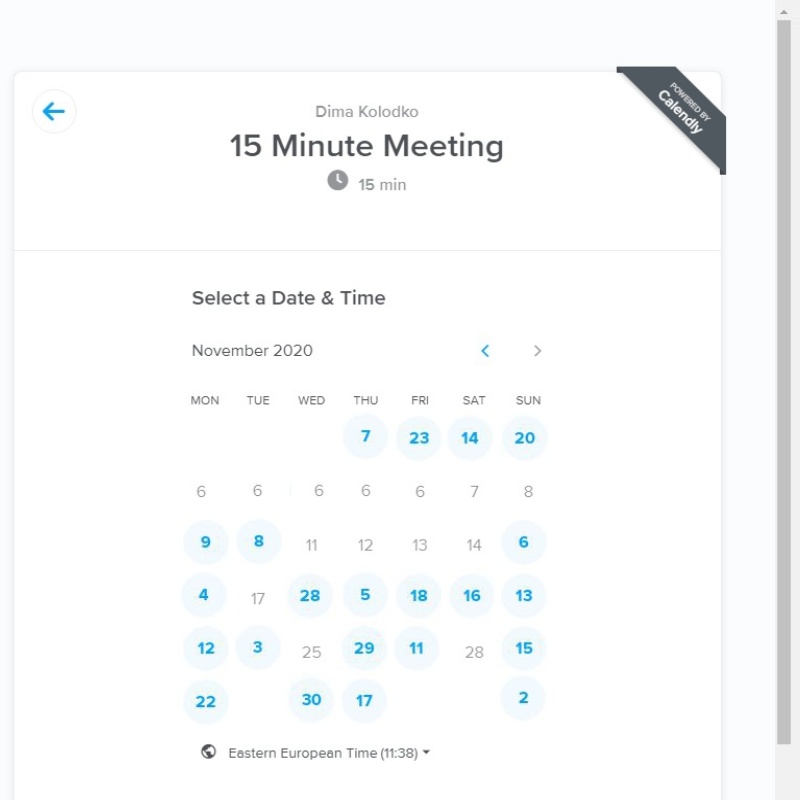 POWERED BY
Calendly
Dima Kolodko
15 Minute Meeting
15 min
Select a Date & Time
November 2020
MON TUE WED THU FRI SAT SUN
7 23 14 20
6 6 6 6 6 7 8
9 8 11 12 13 14 6
4 17 28 5 18 16 13
12 3 25 29 11 28 15
22 30 17 2
Eastern European Time (11:38)